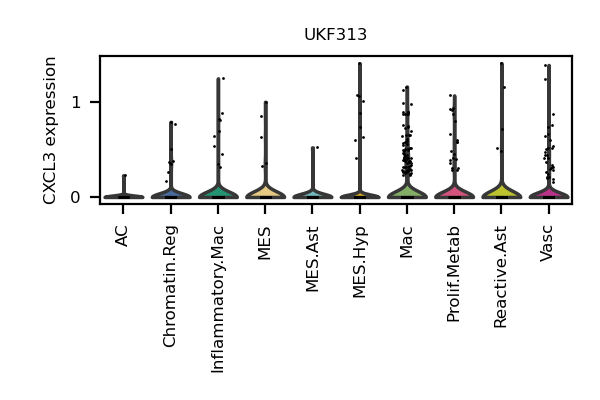 UKF313
CXCL3 expression
1
0
AC
Chromatin.Reg
Inflammatory.Mac
MES
MES.Ast
MES.Hyp
Mac
Prolif.Metab
Reactive.Ast
Vasc